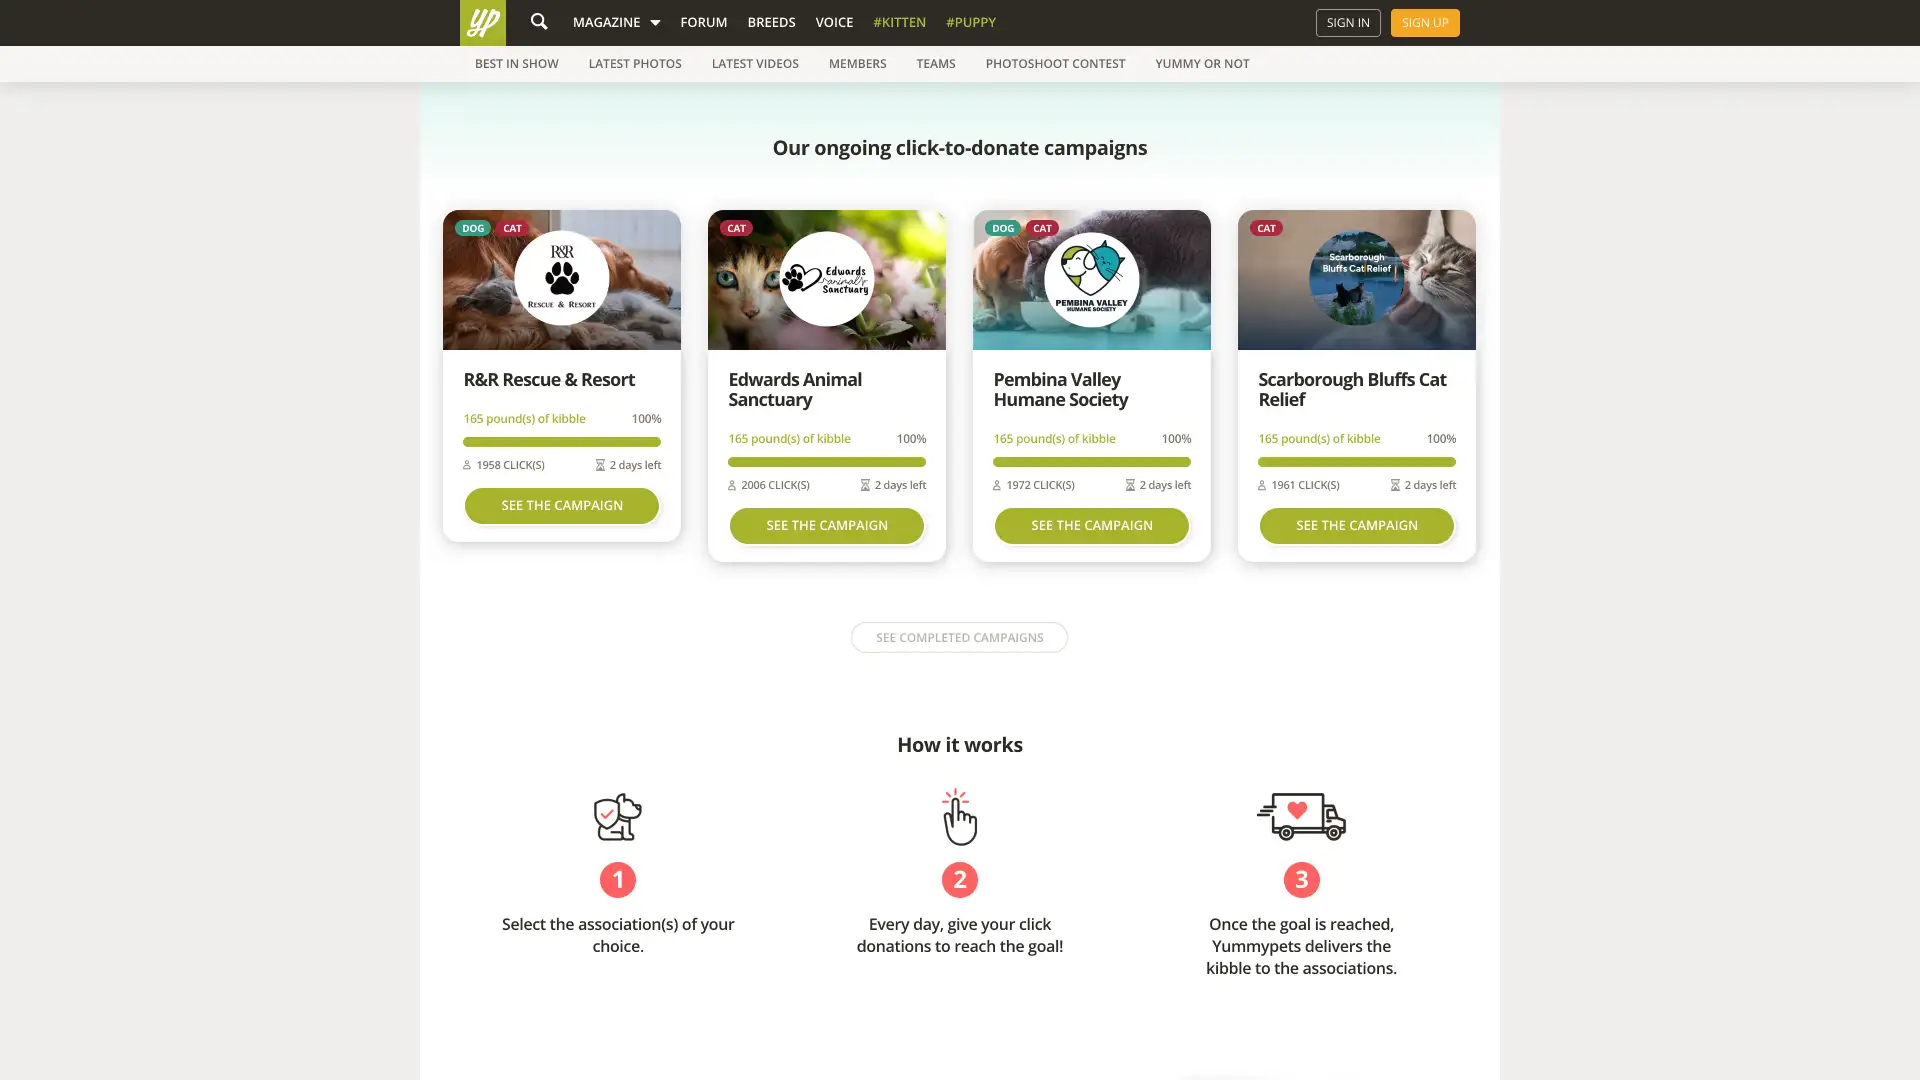 yp
MAGAZINE
FORUM
BREEDS
VOICE
#KITTEN
#PUPPY
SIGN IN
SIGN UP
BEST IN SHOW
LATEST PHOTOS
LATEST VIDEOS
MEMBERS
TEAMS
PHOTOSHOOT CONTEST
YUMMY OR NOT
Our ongoing click-to-donate campaigns
DOG CAT
R&R
RESCUE & RESORT
R&R Rescue & Resort
165 pound(s) of kibble 100%
1958 CLICK(S) 2 days left
SEE THE CAMPAIGN
CAT
Edwards
animal's
Sanctuary
Edwards Animal
Sanctuary
165 pound(s) of kibble 100%
2006 CLICK(S) 2 days left
SEE THE CAMPAIGN
DOG CAT
PEMBINA VALLEY
HUMANE SOCIETY
Pembina Valley
Humane Society
165 pound(s) of kibble 100%
1972 CLICK(S) 2 days left
SEE THE CAMPAIGN
CAT
Scarborough
Bluffs Cat Relief
Scarborough Bluffs Cat
Relief
165 pound(s) of kibble 100%
1961 CLICK(S) 2 days left
SEE THE CAMPAIGN
SEE COMPLETED CAMPAIGNS
How it works
1
Select the association(s) of your
choice.
2
Every day, give your click
donations to reach the goal!
3
Once the goal is reached,
Yummypets delivers the
kibble to the associations.